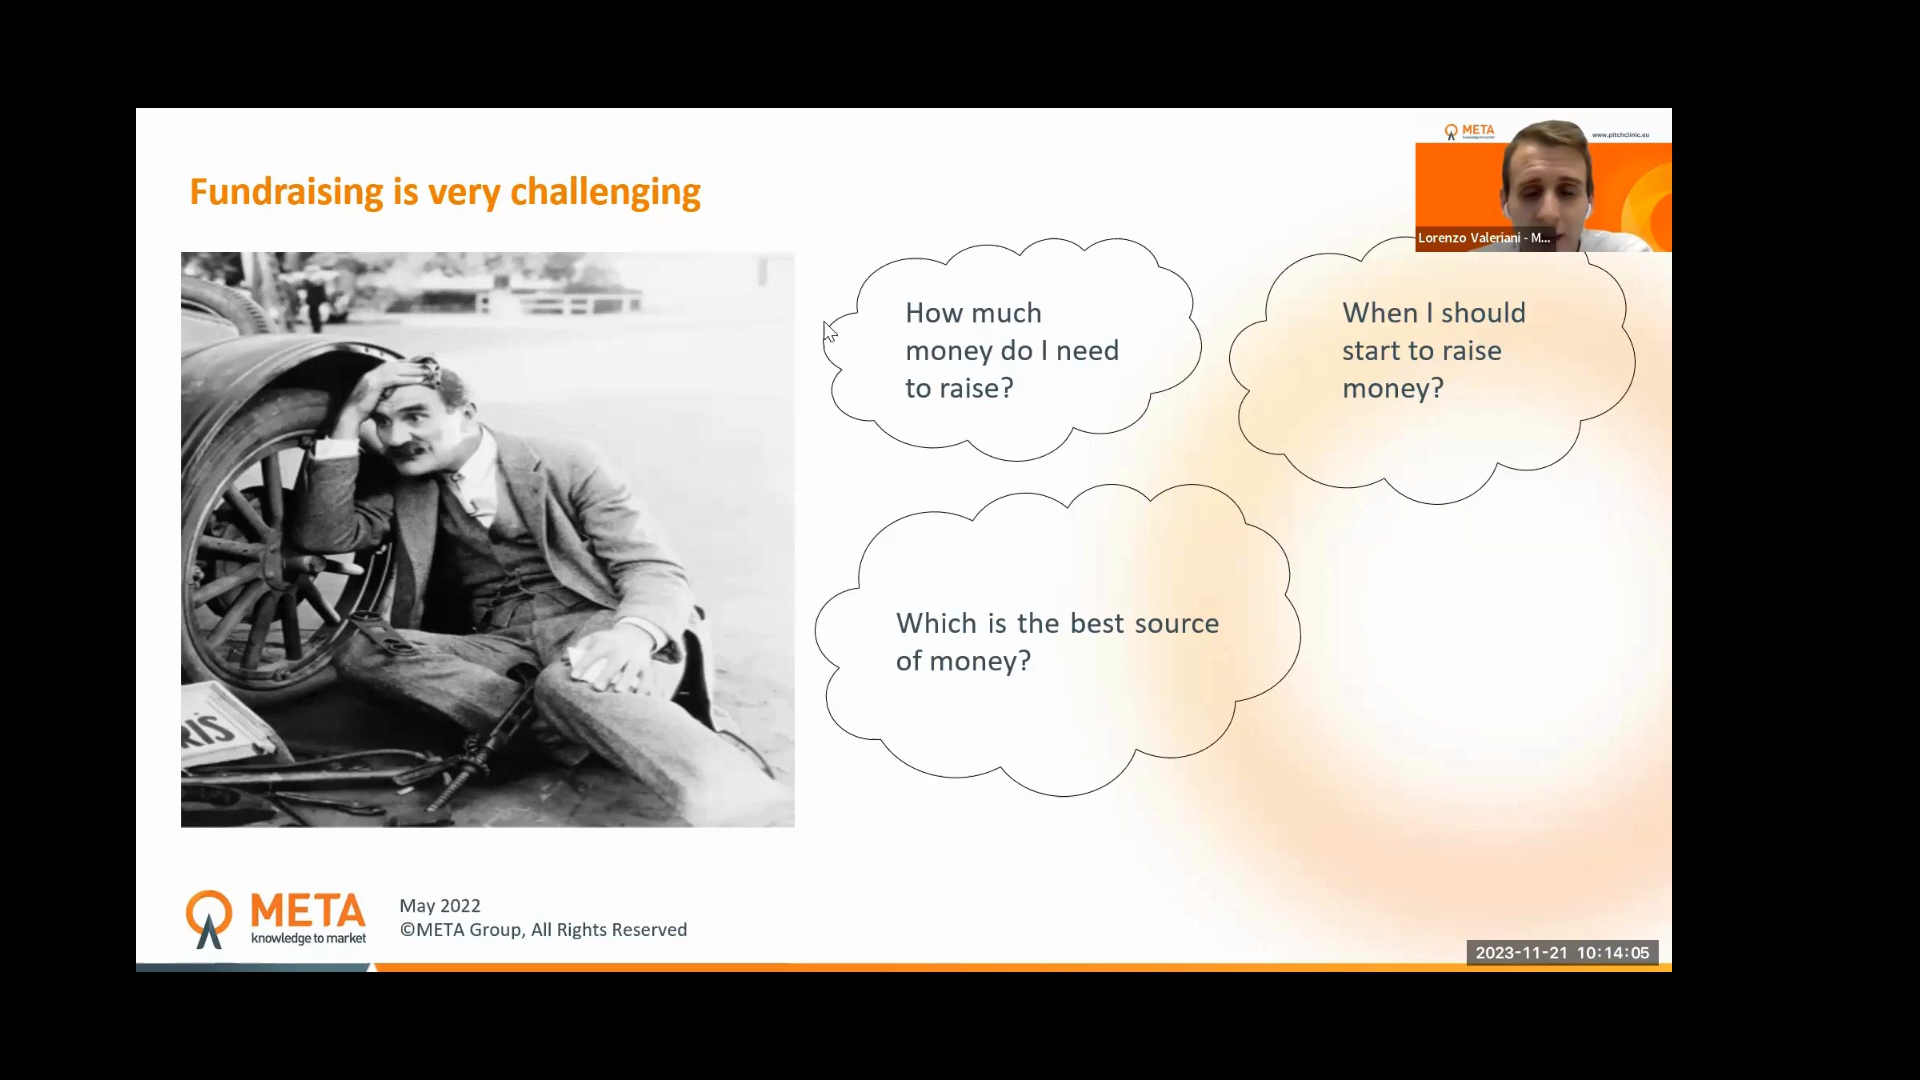 META
www.pitchclinic.eu
Fundraising is very challenging
Lorenzo Valeriani - M...
How much
money do I need
to raise?
When I should
start to raise
money?
Which is the best source
of money?
RIS
META
knowledge to market
May 2022
©META Group, All Rights Reserved
2023-11-21 10:14:05